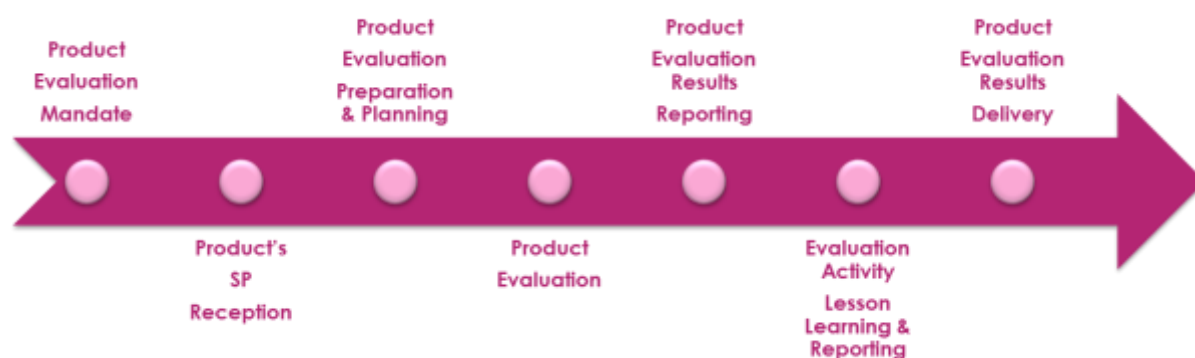 Product
Evaluation
Mandate
Product's
SP
Reception
Product
Evaluation
Preparation
& Planning
Product
Evaluation
Product
Evaluation
Results
Reporting
Evaluation
Activity
Lesson
Learning &
Reporting
Product
Evaluation
Results
Delivery